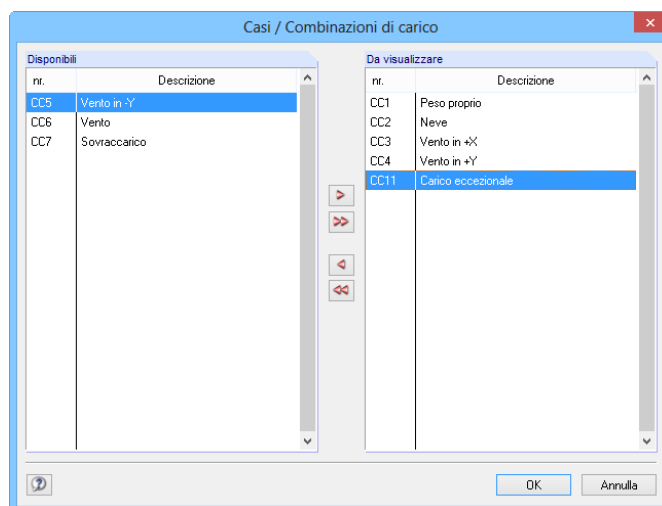 Casi / Combinazioni di carico
Disponibili
nr. Descrizione
CC5 Vento in -Y
CC6 Vento
CC7 Sovraccarico
Da visualizzare
nr. Descrizione
CC1 Peso proprio
CC2 Neve
CC3 Vento in +X
CC4 Vento in +Y
CC11 Carico eccezionale
OK Annulla